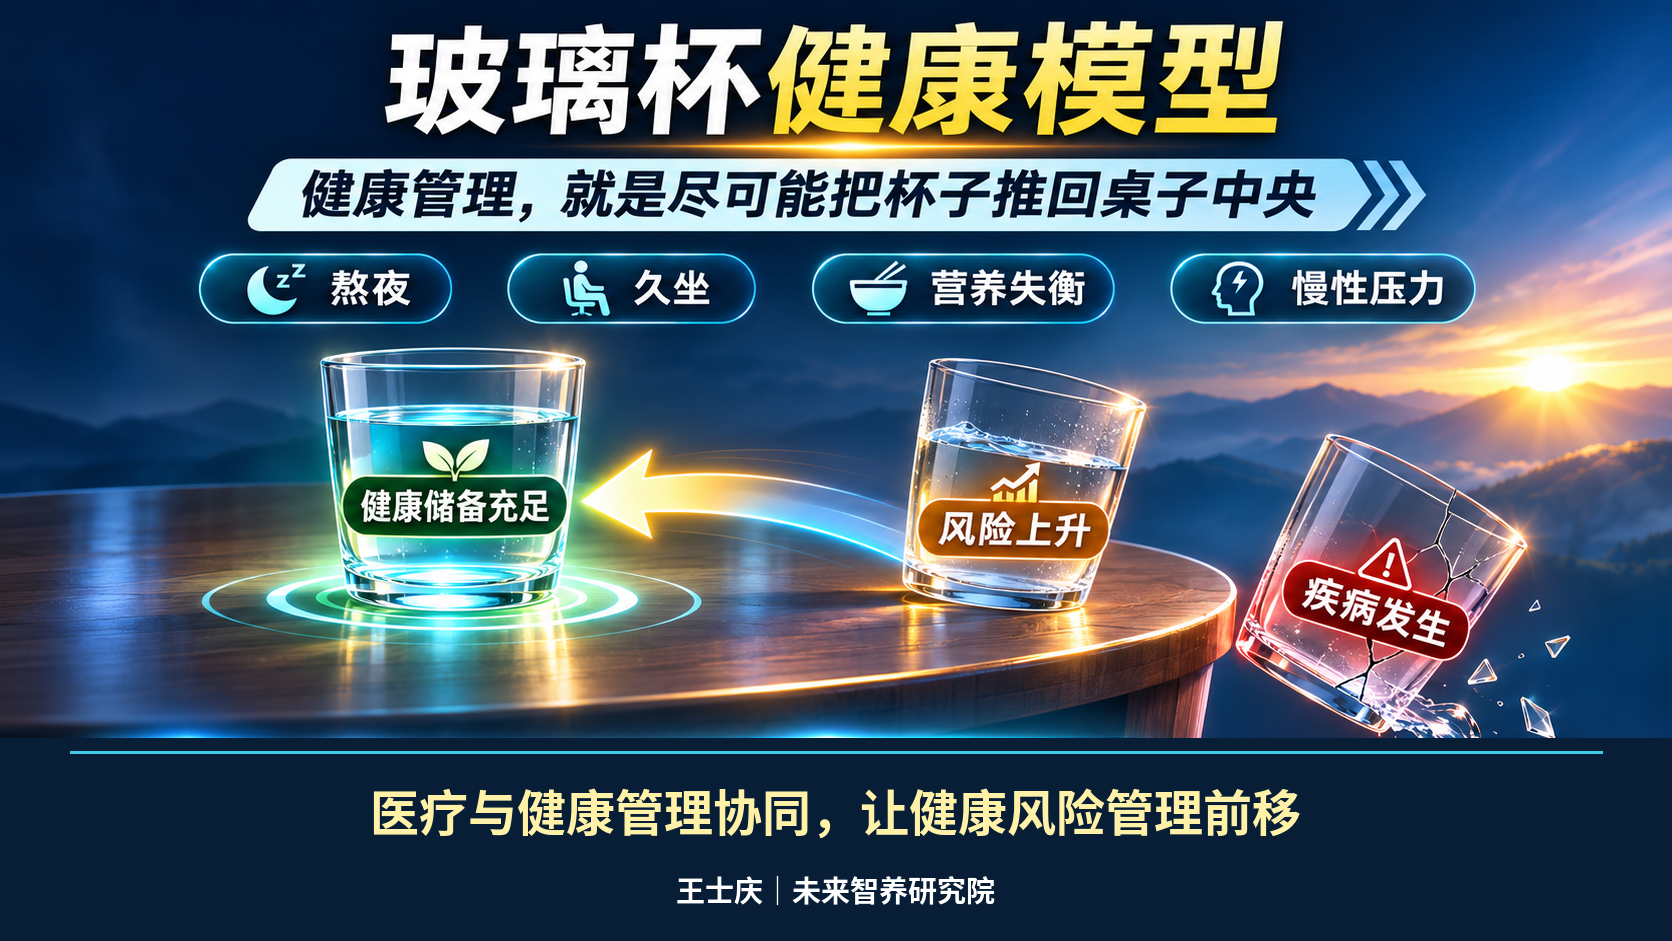 玻璃杯健康模型
健康管理，就是尽可能把杯子推回桌子中央
zz 熬夜
久坐
营养失衡
慢性压力
健康储备充足
风险上升
疾病发生
医疗与健康管理协同，让健康风险管理前移
王士庆｜未来智养研究院